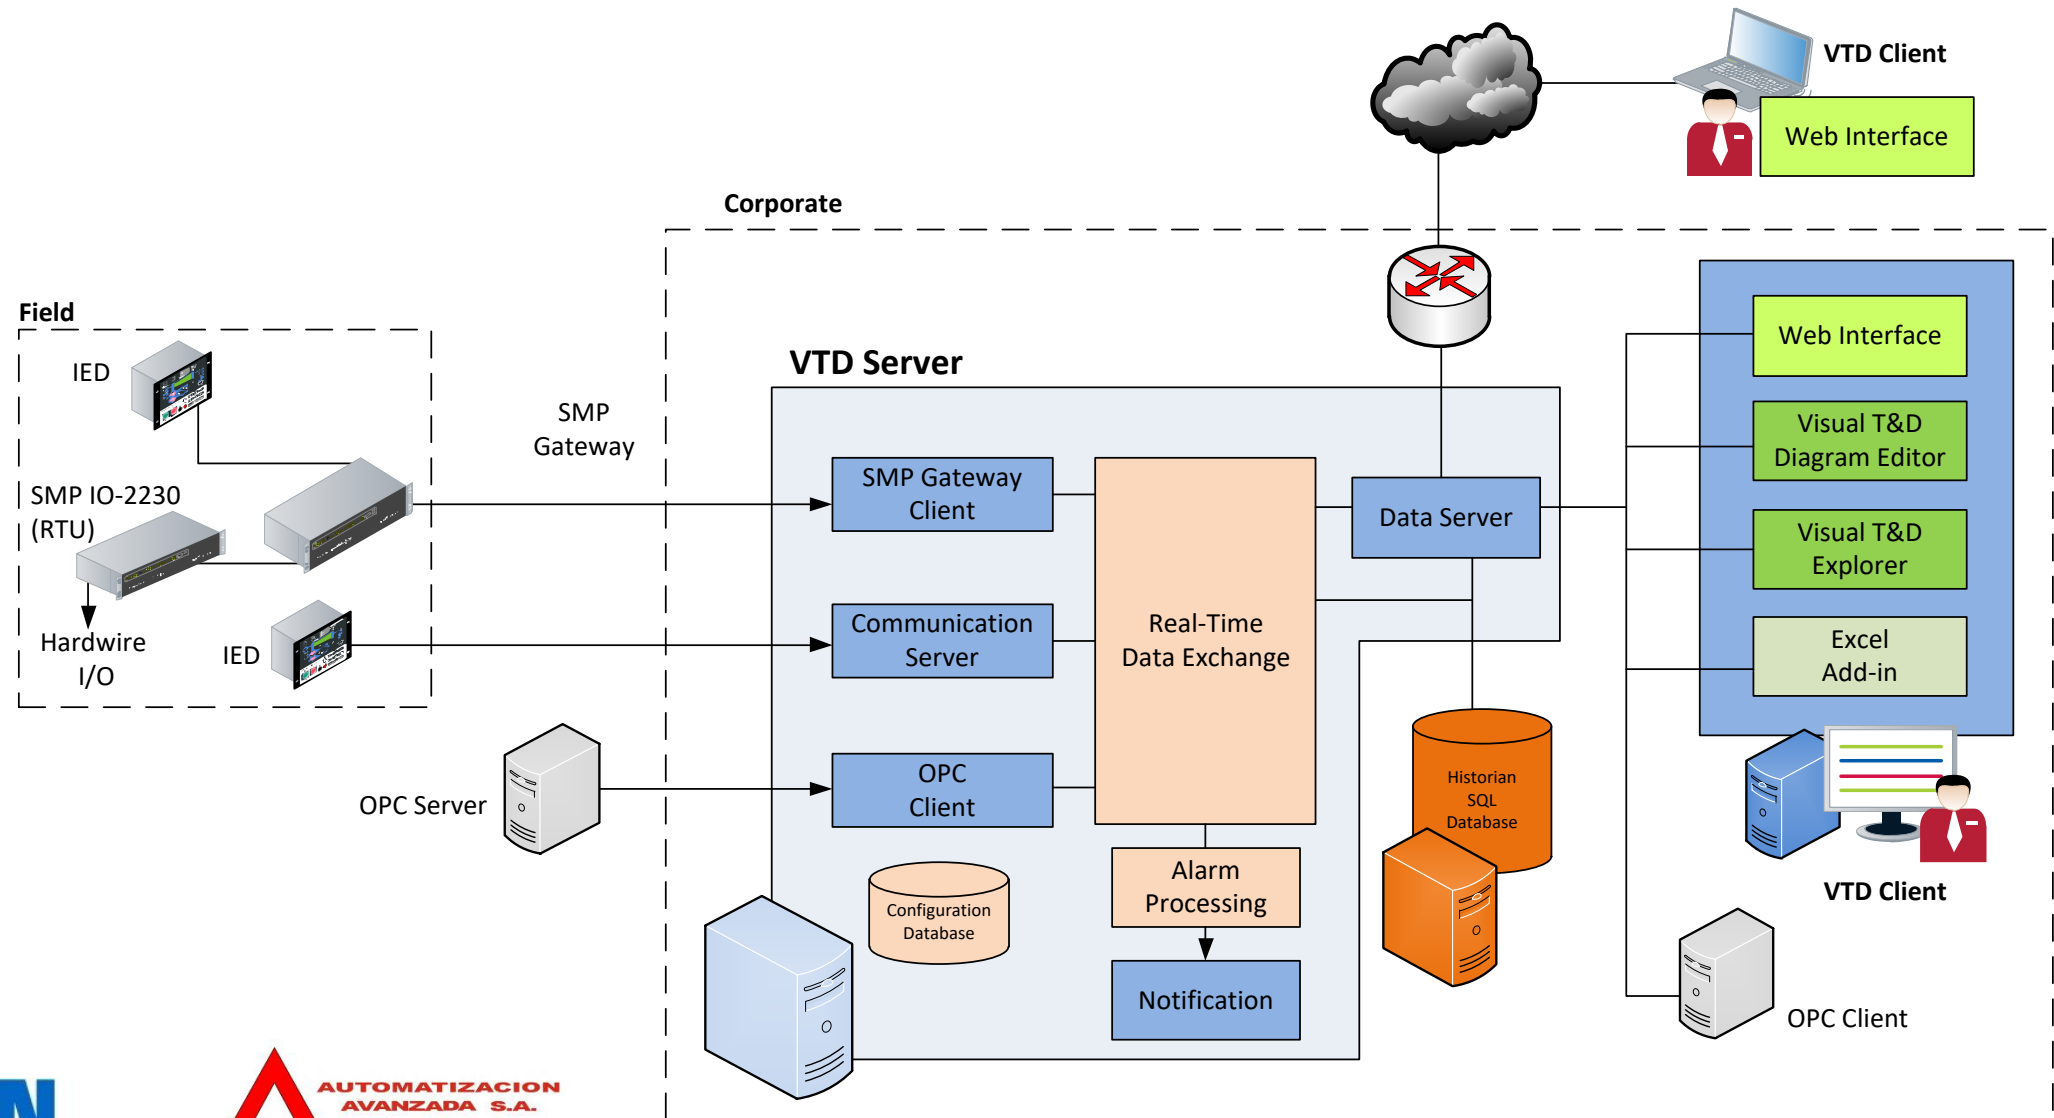 VTD Client
Web Interface
Corporate
Field
IED
SMP
Gateway
SMP IO-2230
(RTU)
Hardwire
I/O
IED
OPC Server
VTD Server
SMP Gateway
Client
Communication
Server
OPC
Client
Configuration
Database
Real-Time
Data Exchange
Alarm
Processing
Notification
Data Server
Historian
SQL
Database
Web Interface
Visual T&D
Diagram Editor
Visual T&D
Explorer
Excel
Add-in
VTD Client
OPC Client
AUTOMATIZACION
AVANZADA S.A.